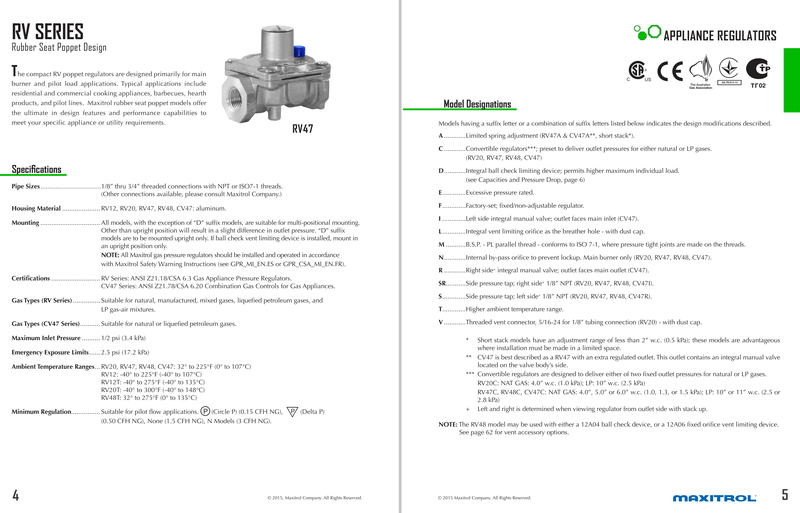 RV SERIES
Rubber Seat Poppet Design
The compact RV poppet regulators are designed primarily for main
burner and pilot load applications. Typical applications include
residential and commercial cooking appliances, barbecues, hearth
products, and pilot lines. Maxitrol rubber seat poppet models offer
the ultimate in design features and performance capabilities to
meet your specific appliance or utility requirements.
RV47
Specifications
Pipe Sizes 1/8" thru 3/4" threaded connections with NPT or ISO7-1 threads.
(Other connections available, please consult Maxitrol Company.)
Housing Material RV12, RV20, RV47, RV48, CV47: aluminum.
Mounting All models, with the exception of "D" suffix models, are suitable for multi-positional mounting.
Other than upright position will result in a slight difference in outlet pressure. "D" suffix
models are to be mounted upright only. If ball check vent limiting device is installed, mount in
an upright position only.
NOTE: All Maxitrol gas pressure regulators should be installed and operated in accordance
with Maxitrol Safety Warning Instructions (see GPR_MI_EN.ES or GPR_CSA_MI_EN.FR).
Certifications RV Series: ANSI Z21.18/CSA 6.3 Gas Appliance Pressure Regulators.
CV47 Series: ANSI Z21.78/CSA 6.20 Combination Gas Controls for Gas Appliances.
Gas Types (RV Series) Suitable for natural, manufactured, mixed gases, liquefied petroleum gases, and
LP gas-air mixtures.
Gas Types (CV47 Series) Suitable for natural or liquefied petroleum gases.
Maximum Inlet Pressure 1/2 psi (3.4 kPa)
Emergency Exposure Limits 2.5 psi (17.2 kPa)
Ambient Temperature Ranges RV20, RV47, RV48, CV47: 32° to 225°F (0° to 107°C)
RV12: -40° to 225°F (-40° to 107°C)
RV12T: -40° to 275°F (-40° to 135°C)
RV20T: -40° to 300°F (-40° to 148°C)
RV48T: 32° to 275°F (0° to 135°C)
Minimum Regulation Suitable for pilot flow applications. P (Circle P) (0.15 CFH NG), P (Delta P)
(0.50 CFH NG), None (1.5 CFH NG), N Models (3 CFH NG).
4
© 2015, Maxitrol Company, All Rights Reserved.
APPLIANCE REGULATORS
C SA US
CE
The Australian
Gas Association
TP
ТГ02
Model Designations
Models having a suffix letter or a combination of suffix letters listed below indicates the design modifications described.
A Limited spring adjustment (RV47A & CV47A**, short stack*).
C Convertible regulators***; preset to deliver outlet pressures for either natural or LP gases.
(RV20, RV47, RV48, CV47)
D Integral ball check limiting device; permits higher maximum individual load.
(see Capacities and Pressure Drop, page 6)
E Excessive pressure rated.
F Factory-set; fixed/non-adjustable regulator.
I Left side integral manual valve; outlet faces main inlet (CV47).
L Integral vent limiting orifice as the breather hole - with dust cap.
M B.S.P. - PL parallel thread - conforms to ISO 7-1, where pressure tight joints are made on the threads.
N Internal by-pass orifice to prevent lockup. Main burner only (RV20, RV47, RV48, CV47).
R Right side+ integral manual valve; outlet faces main outlet (CV47).
SR Side pressure tap; right side+ 1/8" NPT (RV20, RV47, RV48, CV47I).
S Side pressure tap; left side+ 1/8" NPT (RV20, RV47, RV48, CV47R).
T Higher ambient temperature range.
V Threaded vent connector, 5/16-24 for 1/8" tubing connection (RV20) - with dust cap.
* Short stack models have an adjustment range of less than 2" w.c. (0.5 kPa); these models are advantageous
where installation must be made in a limited space.
** CV47 is best described as a RV47 with an extra regulated outlet. This outlet contains an integral manual valve
located on the valve body's side.
*** Convertible regulators are designed to deliver either of two fixed outlet pressures for natural or LP gases.
RV20C: NAT GAS: 4.0" w.c. (1.0 kPa); LP: 10" w.c. (2.5 kPa)
RV47C, RV48C, CV47C: NAT GAS: 4.0", 5.0" or 6.0" w.c. (1.0, 1.3, or 1.5 kPa); LP: 10" or 11" w.c. (2.5 or
2.8 kPa)
+ Left and right is determined when viewing regulator from outlet side with stack up.
NOTE: The RV48 model may be used with either a 12A04 ball check device, or a 12A06 fixed orifice vent limiting device.
See page 62 for vent accessory options.
© 2015 Maxitrol Company, All Rights Reserved.
MAXITROL
5